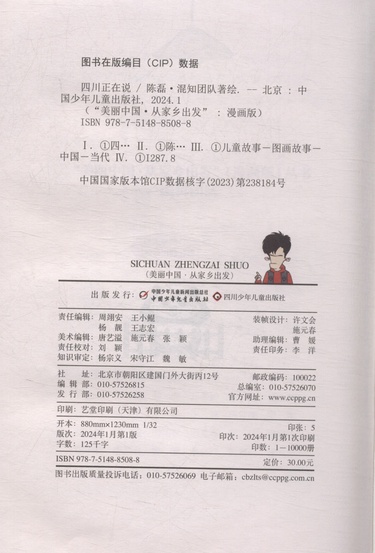 图书在版编目（CIP）数据
四川正在说 / 陈磊·混知团队著绘. -- 北京 : 中
国少年儿童出版社, 2024.1
（“美丽中国·从家乡出发” : 漫画版）
ISBN 978-7-5148-8508-8
Ⅰ. ①四… Ⅱ. ①陈… Ⅲ. ①儿童故事－图画故事－
中国－当代 Ⅳ. ①I287.8
中国国家版本馆CIP数据核字(2023)第238184号
SICHUAN ZHENGZAI SHUO
（美丽中国·从家乡出发）
出版发行： 中国少年儿童新闻出版总社 中国少年儿童出版社 四川少年儿童出版社
责任编辑：周翊安 王小鲲 装帧设计：许文会
杨靓 王志宏 施元春
美术编辑：唐艺溢 施元春 张颖 助理编辑：曹媛
责任校对：刘颖 责任印务：李洋
知识审定：杨宗义 宋守江 魏敏
社址：北京市朝阳区建国门外大街丙12号 邮政编码：100022
编辑部：010-57526815 总编室：010-57526070
发行部：010-57526258 官方网址：www.ccppg.cn
印刷：艺堂印刷（天津）有限公司
开本：880mm×1230mm 1/32 印张：5
版次：2024年1月第1版 印次：2024年1月第1次印刷
字数：125千字 印数：1－10000册
ISBN 978-7-5148-8508-8 定价：30.00元
图书出版质量投诉电话：010-57526069 电子邮箱：cbzlts@ccppg.com.cn